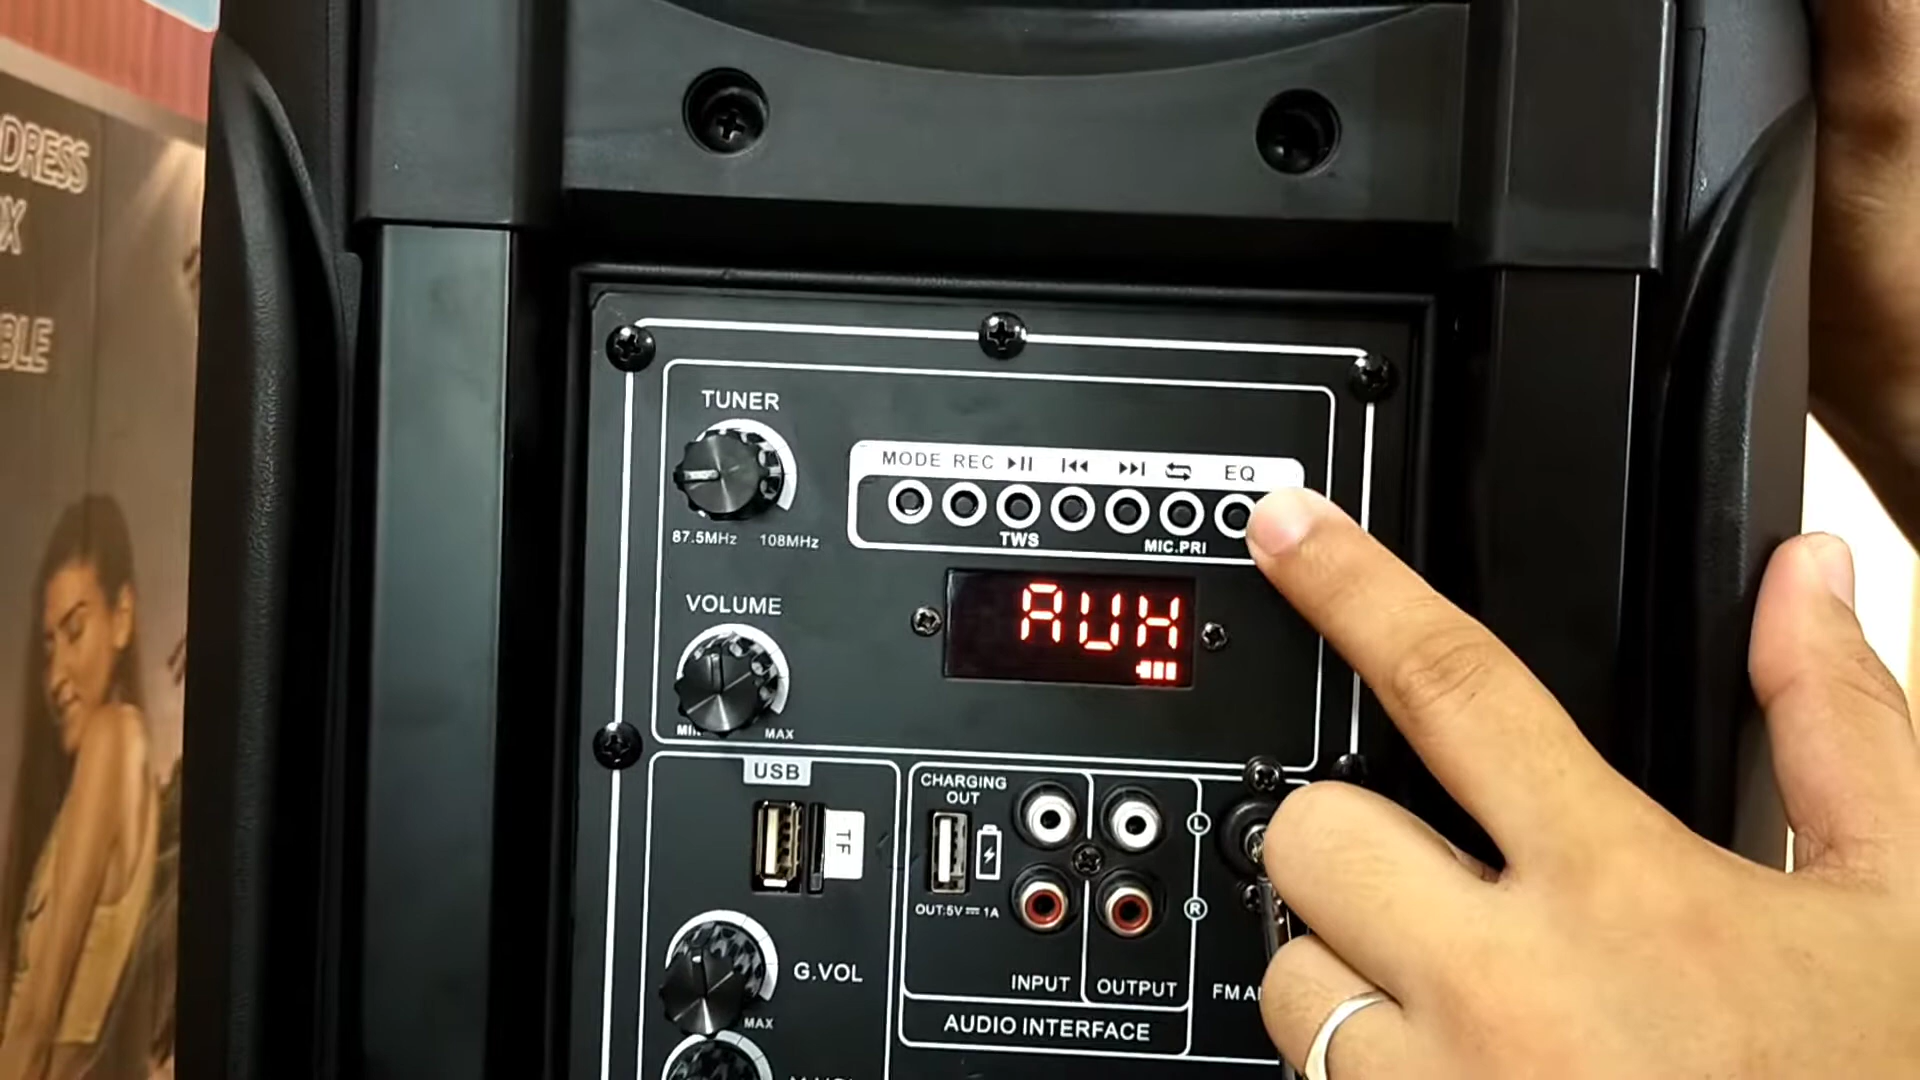 DRESS
BLE
TUNER
MODE REC EQ
87.5MHz 108MHz
TWS
MIC.PRI
AUX
VOLUME
MAX
USB
TF
CHARGING
OUT
OUT:5V 1A
L
R
G.VOL
MAX
INPUT
OUTPUT
FM
AUDIO INTERFACE